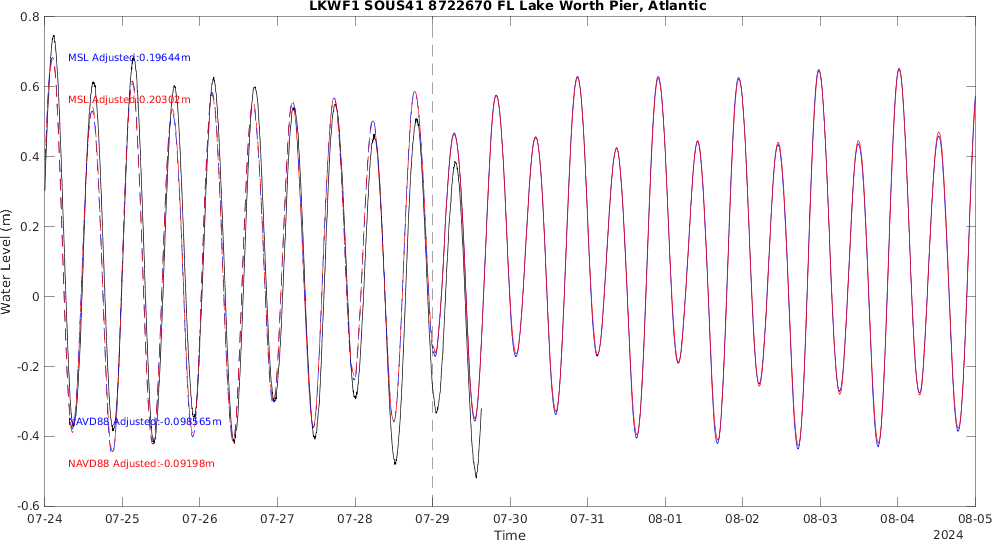 LKWF1 SOUS41 8722670 FL Lake Worth Pier, Atlantic
0.8
MSL Adjusted:0.19644m
0.6
MSL Adjusted:0.20302m
0.4
0.2
Water Level (m)
0
-0.2
NAVD88 Adjusted:-0.098565m
-0.4
NAVD88 Adjusted:-0.09198m
-0.6
07-24 07-25 07-26 07-27 07-28 07-29 07-30 07-31 08-01 08-02 08-03 08-04 08-05
Time
2024